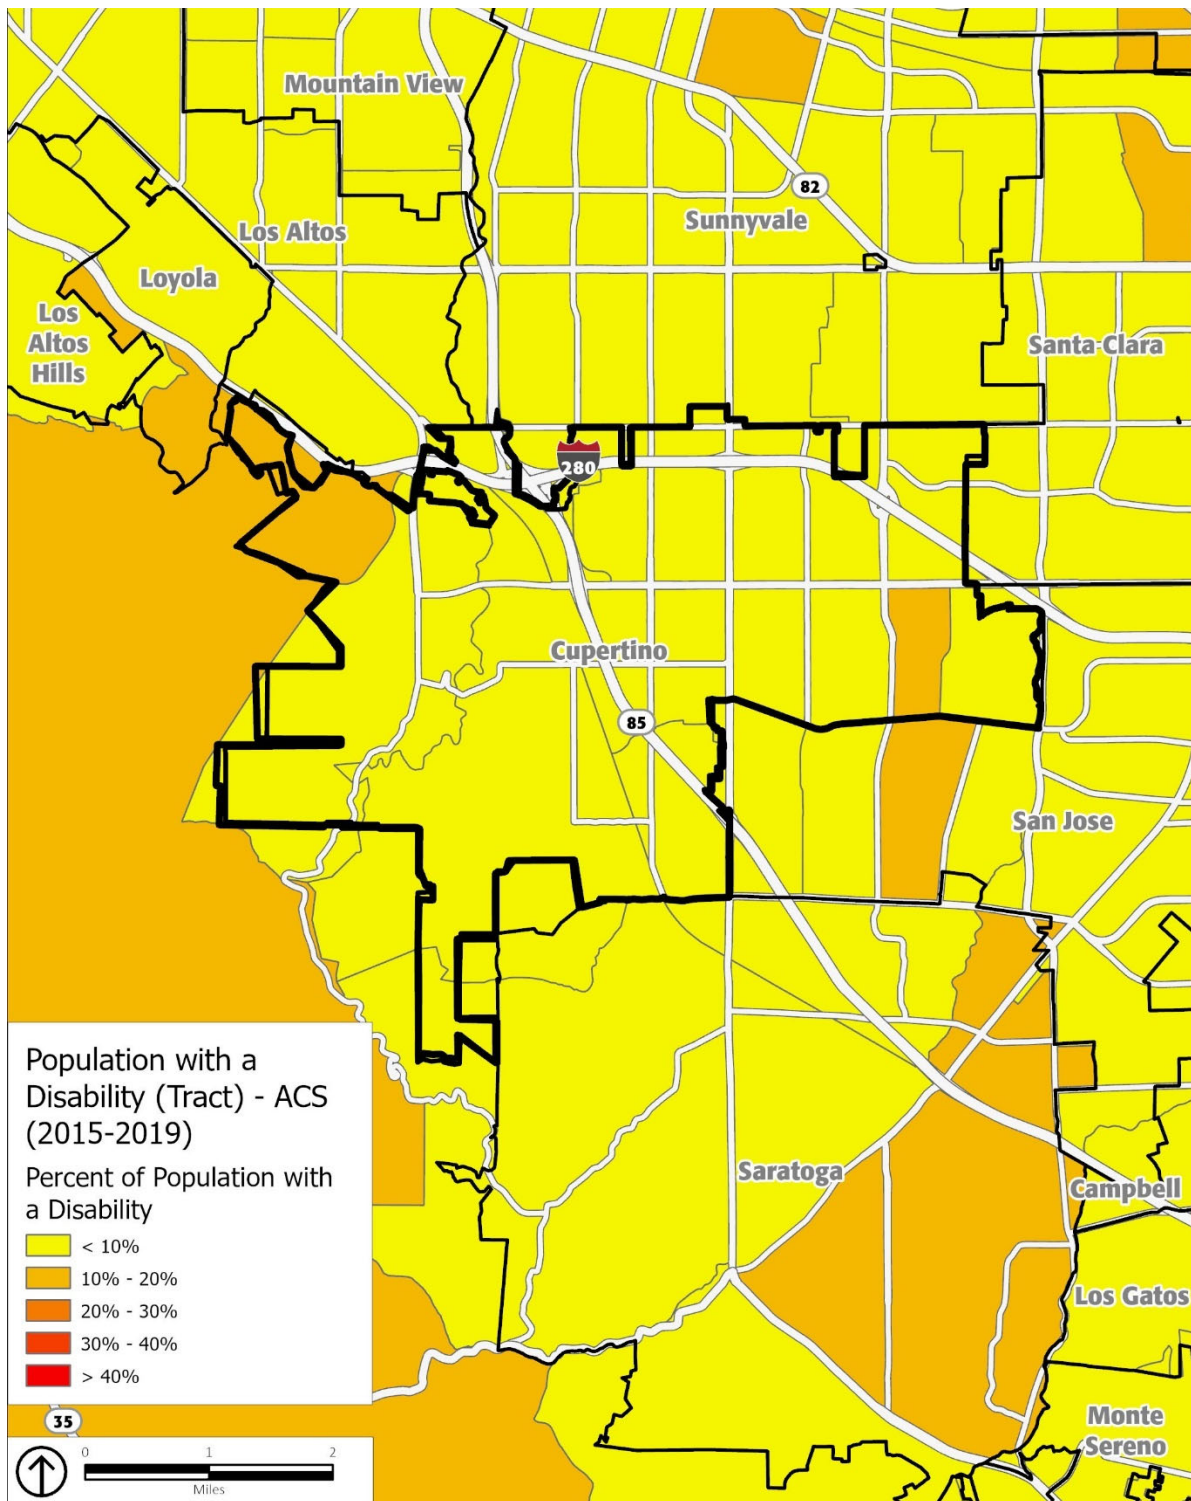 Mountain View
82
Sunnyvale
Los Altos
Loyola
Los
Altos
Hills
Santa Clara
280
Cupertino
85
San Jose
Saratoga
Campbell
Los Gatos
Monte
Sereno
Population with a
Disability (Tract) - ACS
(2015-2019)
Percent of Population with
a Disability
< 10%
10% - 20%
20% - 30%
30% - 40%
> 40%
35
0 1 2
Miles